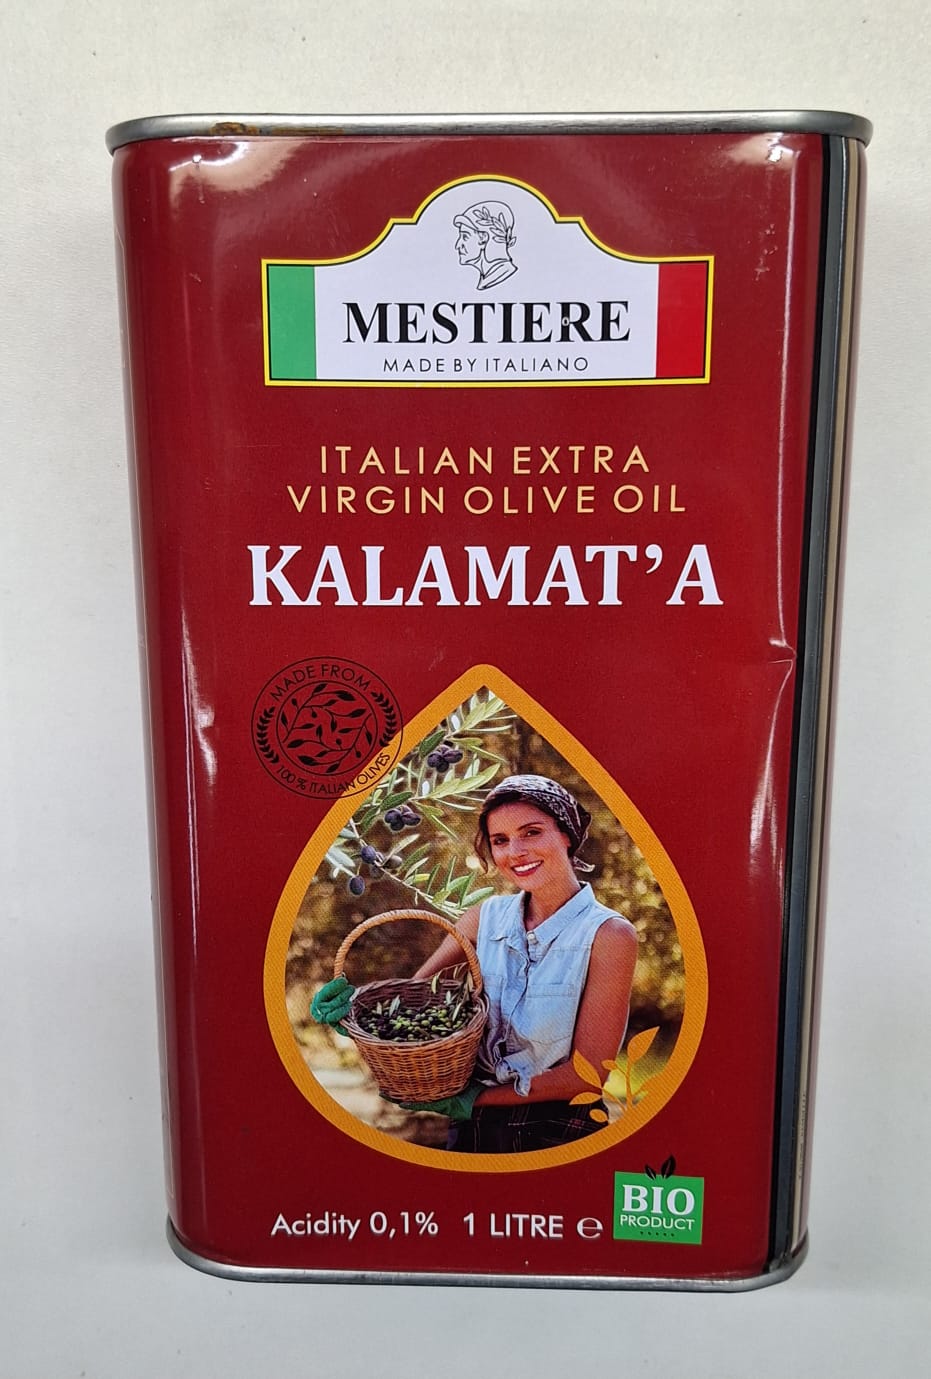 MESTIERE
MADE BY ITALIANO
ITALIAN EXTRA
VIRGIN OLIVE OIL
KALAMAT’A
MADE FROM
100% ITALIAN OLIVES
Acidity 0,1% 1 LITRE ℮
BIO
PRODUCT